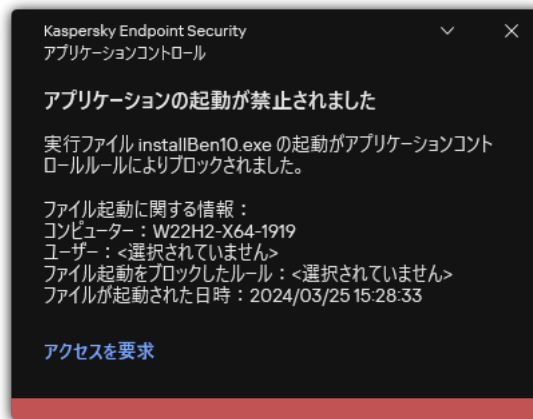 Kaspersky Endpoint Security
アプリケーションコントロール
アプリケーションの起動が禁止されました
実行ファイル installBen10.exe の起動がアプリケーションコント
ロールルールによりブロックされました。
ファイル起動に関する情報：
コンピューター：W22H2-X64-1919
ユーザー：<選択されていません>
ファイル起動をブロックしたルール：<選択されていません>
ファイルが起動された日時：2024/03/25 15:28:33
アクセスを要求